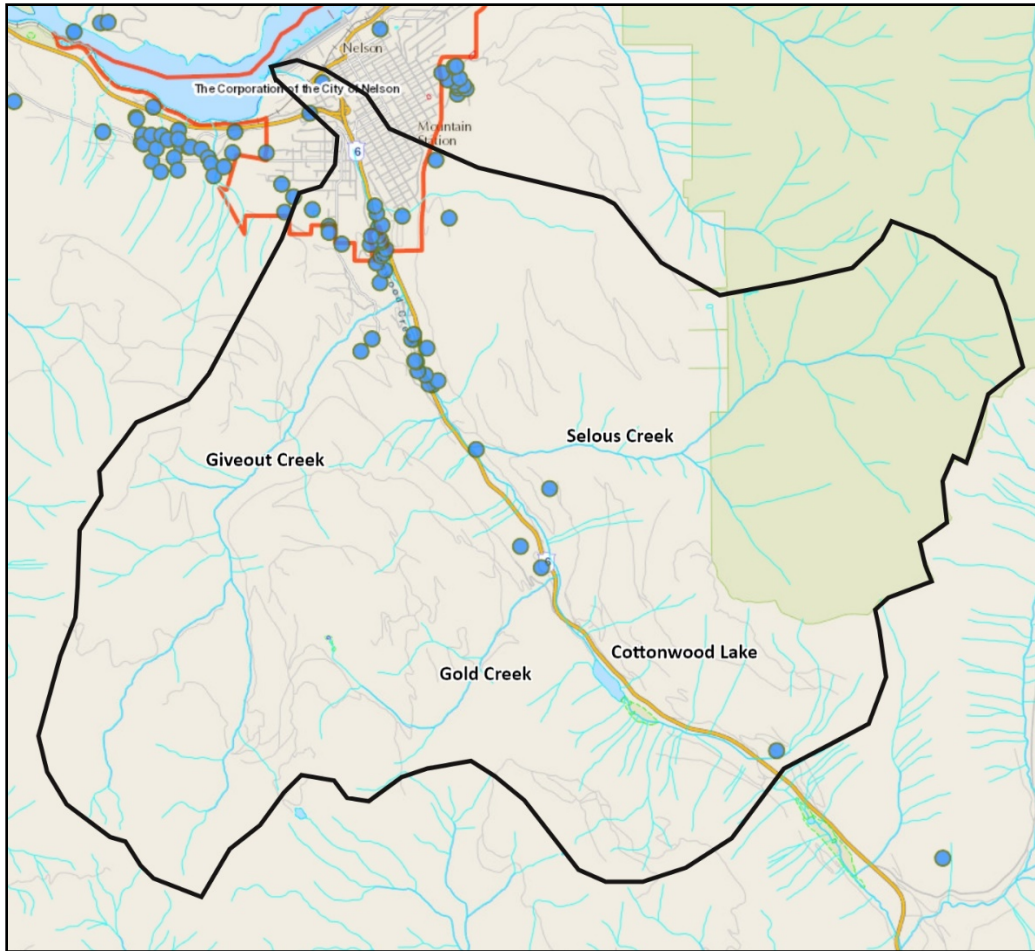 Nelson
The Corporation of the City of Nelson
Mountain
Station
6
Selous Creek
Giveout Creek
6
Cottonwood Lake
Gold Creek